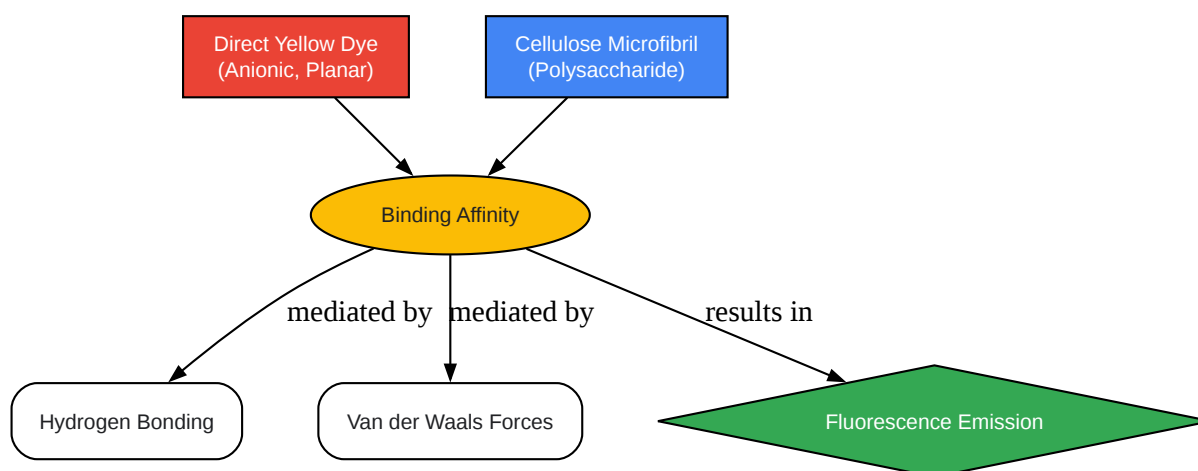 Direct Yellow Dye
(Anionic, Planar)
Cellulose Microfibril
(Polysaccharide)
Binding Affinity
mediated by
mediated by
results in
Hydrogen Bonding
Van der Waals Forces
Fluorescence Emission